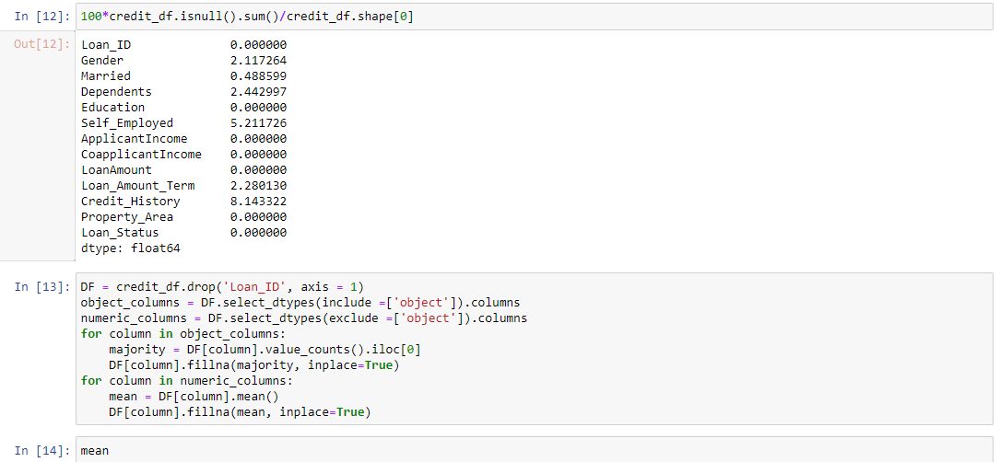 In [12]: 100*credit_df.isnull().sum()/credit_df.shape[0]
Out[12]: Loan_ID 0.000000
Gender 2.117264
Married 0.488599
Dependents 2.442997
Education 0.000000
Self_Employed 5.211726
ApplicantIncome 0.000000
CoapplicantIncome 0.000000
LoanAmount 0.000000
Loan_Amount_Term 2.280130
Credit_History 8.143322
Property_Area 0.000000
Loan_Status 0.000000
dtype: float64
In [13]: DF = credit_df.drop('Loan_ID', axis = 1)
object_columns = DF.select_dtypes(include =['object']).columns
numeric_columns = DF.select_dtypes(exclude =['object']).columns
for column in object_columns:
    majority = DF[column].value_counts().iloc[0]
    DF[column].fillna(majority, inplace=True)
for column in numeric_columns:
    mean = DF[column].mean()
    DF[column].fillna(mean, inplace=True)
In [14]: mean